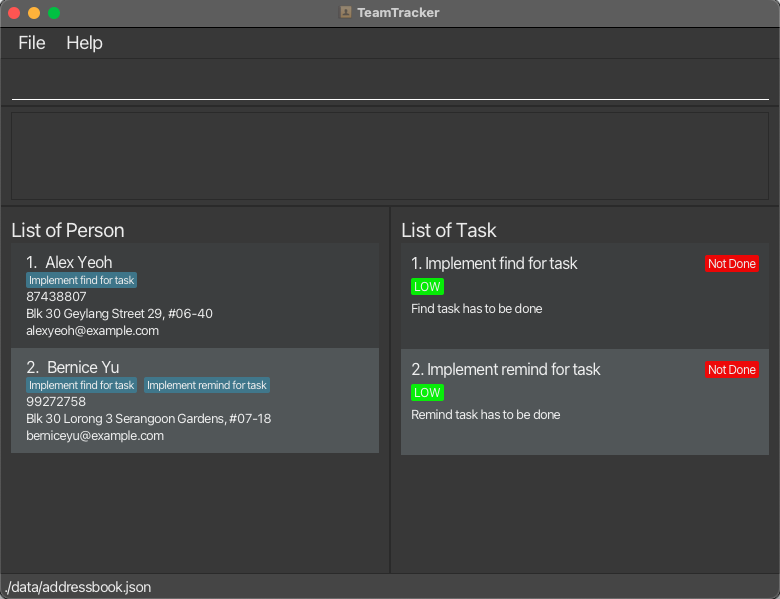 TeamTracker
File Help
List of Person
1. Alex Yeoh
Implement find for task
87438807
Blk 30 Geylang Street 29, #06-40
alexyeoh@example.com
2. Bernice Yu
Implement find for task Implement remind for task
99272758
Blk 30 Lorong 3 Serangoon Gardens, #07-18
berniceyu@example.com
List of Task
1. Implement find for task Not Done
LOW
Find task has to be done
2. Implement remind for task Not Done
LOW
Remind task has to be done
./data/addressbook.json